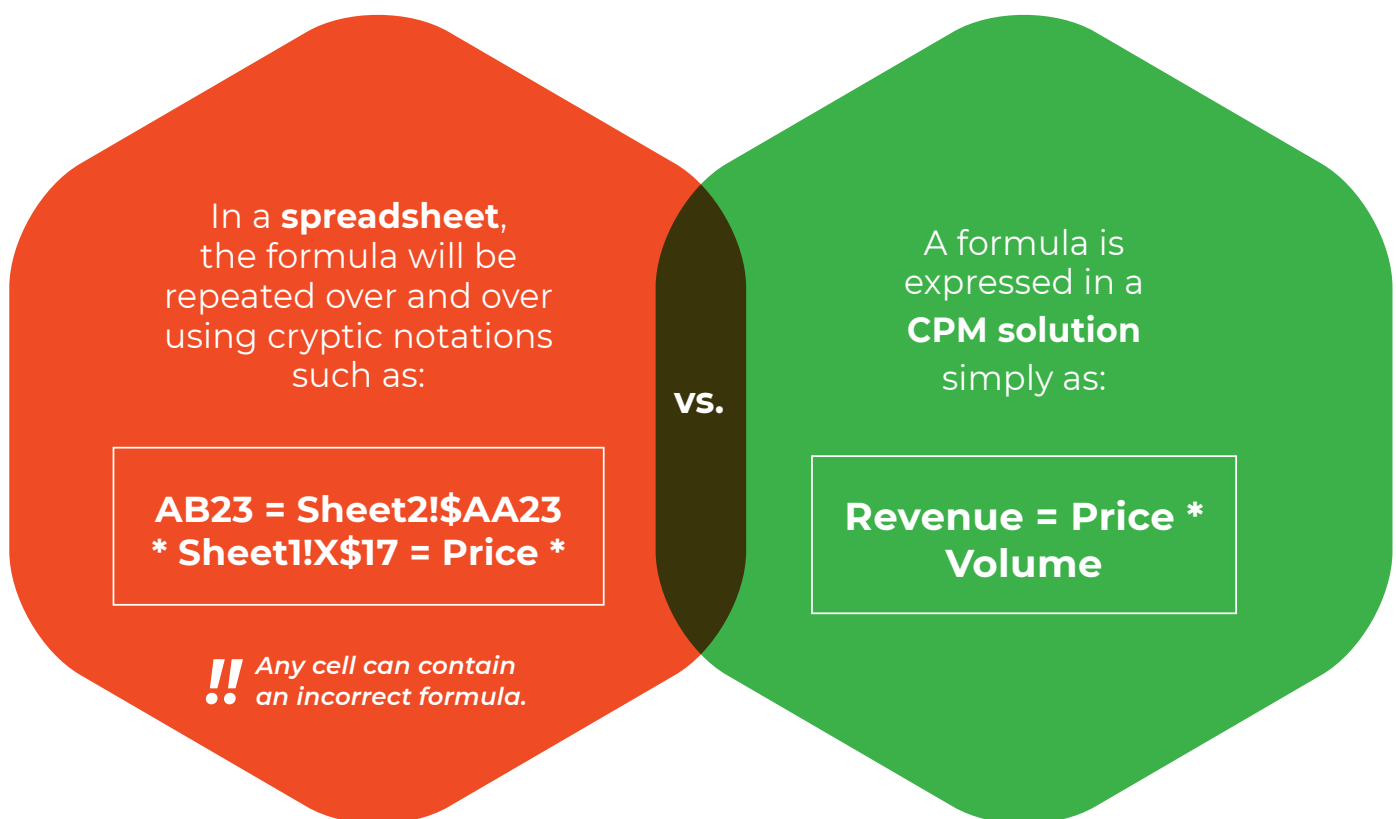 In a spreadsheet,
the formula will be
repeated over and over
using cryptic notations
such as:
AB23 = Sheet2!$AA23
* Sheet1!X$17 = Price *
!! Any cell can contain
an incorrect formula.
vs.
A formula is
expressed in a
CPM solution
simply as:
Revenue = Price *
Volume